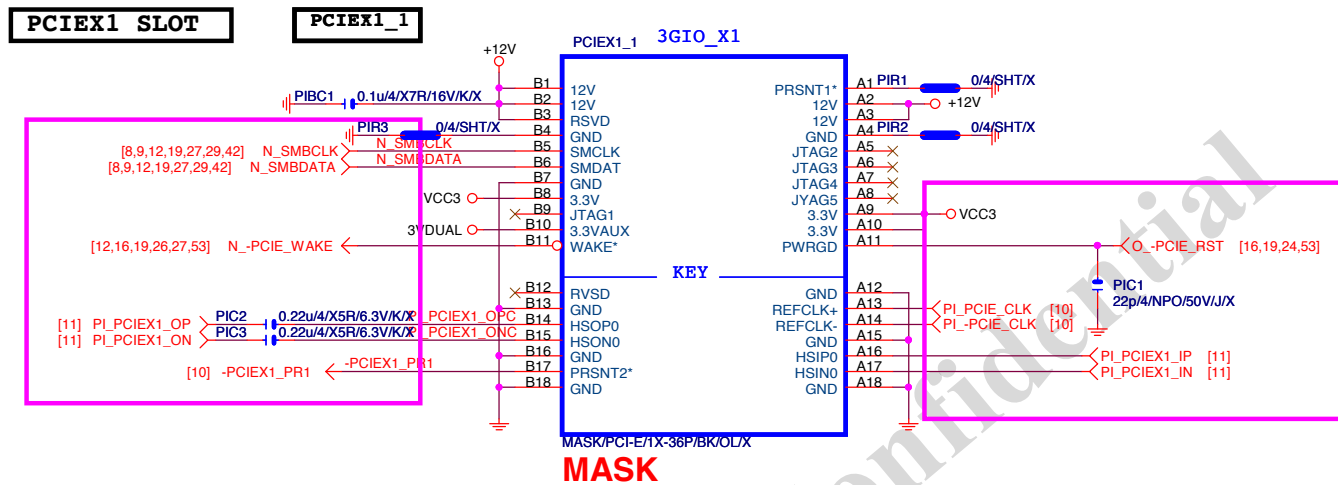 PCIEX1 SLOT
PCIEX1_1
+12V
PCIEX1_1 3GIO_X1
PIBC1 0.1u/4/X7R/16V/K/X
B1 12V PRSNT1* A1 PIR1 0/4/SHT/X
B2 12V 12V A2 +12V
B3 RSVD 12V A3
PIR3 0/4/SHT/X B4 GND GND A4 PIR2 0/4/SHT/X
[8,9,12,19,27,29,42] N_SMBCLK N_SMBCLK B5 SMCLK JTAG2 A5
[8,9,12,19,27,29,42] N_SMBDATA N_SMBDATA B6 SMDAT JTAG3 A6
B7 GND JTAG4 A7
VCC3 B8 3.3V JYAG5 A8
B9 JTAG1 3.3V A9 VCC3
3VDUAL B10 3.3VAUX 3.3V A10
[12,16,19,26,27,53] N_-PCIE_WAKE B11 WAKE* PWRGD A11 O_-PCIE_RST [16,19,24,53]
KEY
PIC1
22p/4/NPO/50V/J/X
B12 RVSD GND A12
B13 GND REFCLK+ A13 PI_PCIE_CLK [10]
[11] PI_PCIEX1_OP PIC2 0.22u/4/X5R/6.3V/K/X PI_PCIEX1_OPC B14 HSOP0 REFCLK- A14 PI_-PCIE_CLK [10]
[11] PI_PCIEX1_ON PIC3 0.22u/4/X5R/6.3V/K/X PI_PCIEX1_ONC B15 HSON0 GND A15
B16 GND HSIP0 A16 PI_PCIEX1_IP [11]
[10] -PCIEX1_PR1 -PCIEX1_PR1 B17 PRSNT2* HSIN0 A17 PI_PCIEX1_IN [11]
B18 GND GND A18
MASK/PCI-E/1X-36P/BK/OL/X
MASK
onfidential